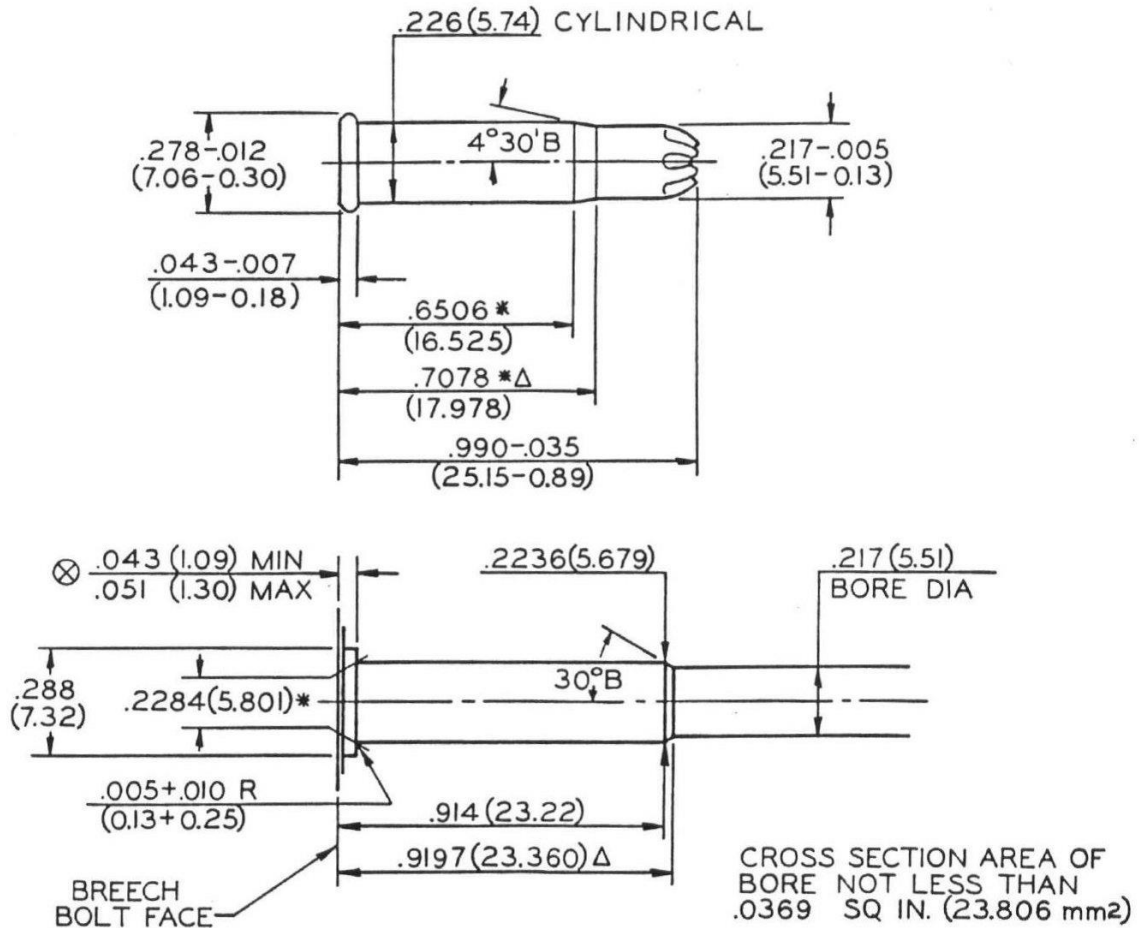 .226(5.74) CYLINDRICAL
4°30'B
.278-.012
(7.06-0.30)
.217-.005
(5.51-0.13)
.043-.007
(1.09-0.18)
.6506 *
(16.525)
.7078 *Δ
(17.978)
.990-.035
(25.15-0.89)
⊗ .043 (1.09) MIN
.051 (1.30) MAX
.2236(5.679)
.217(5.51)
BORE DIA
30°B
.288
(7.32)
.2284(5.801)*
.005+.010 R
(0.13+0.25)
.914 (23.22)
.9197(23.360) Δ
BREECH
BOLT FACE
CROSS SECTION AREA OF
BORE NOT LESS THAN
.0369 SQ IN. (23.806 mm2)